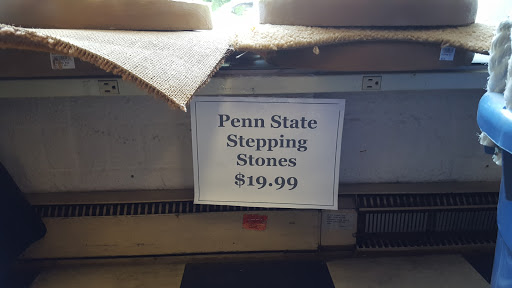 Penn State
Stepping
Stones
$19.99